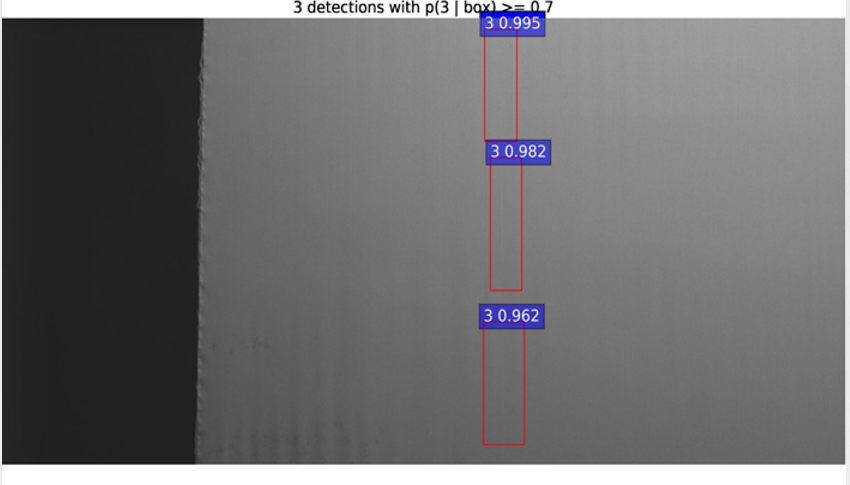 3 detections with p(3 | box) >= 0.7
3 0.995
3 0.982
3 0.962